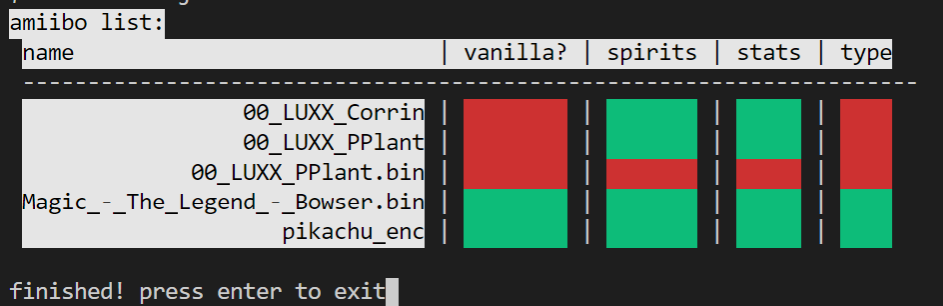 amiibo list:
name | vanilla? | spirits | stats | type
---------------------------------------------------------------------
00_LUXX_Corrin | | | |
00_LUXX_PPlant | | | |
00_LUXX_PPlant.bin | | | |
Magic_-_The_Legend_-_Bowser.bin | | | |
pikachu_enc | | | |
finished! press enter to exit